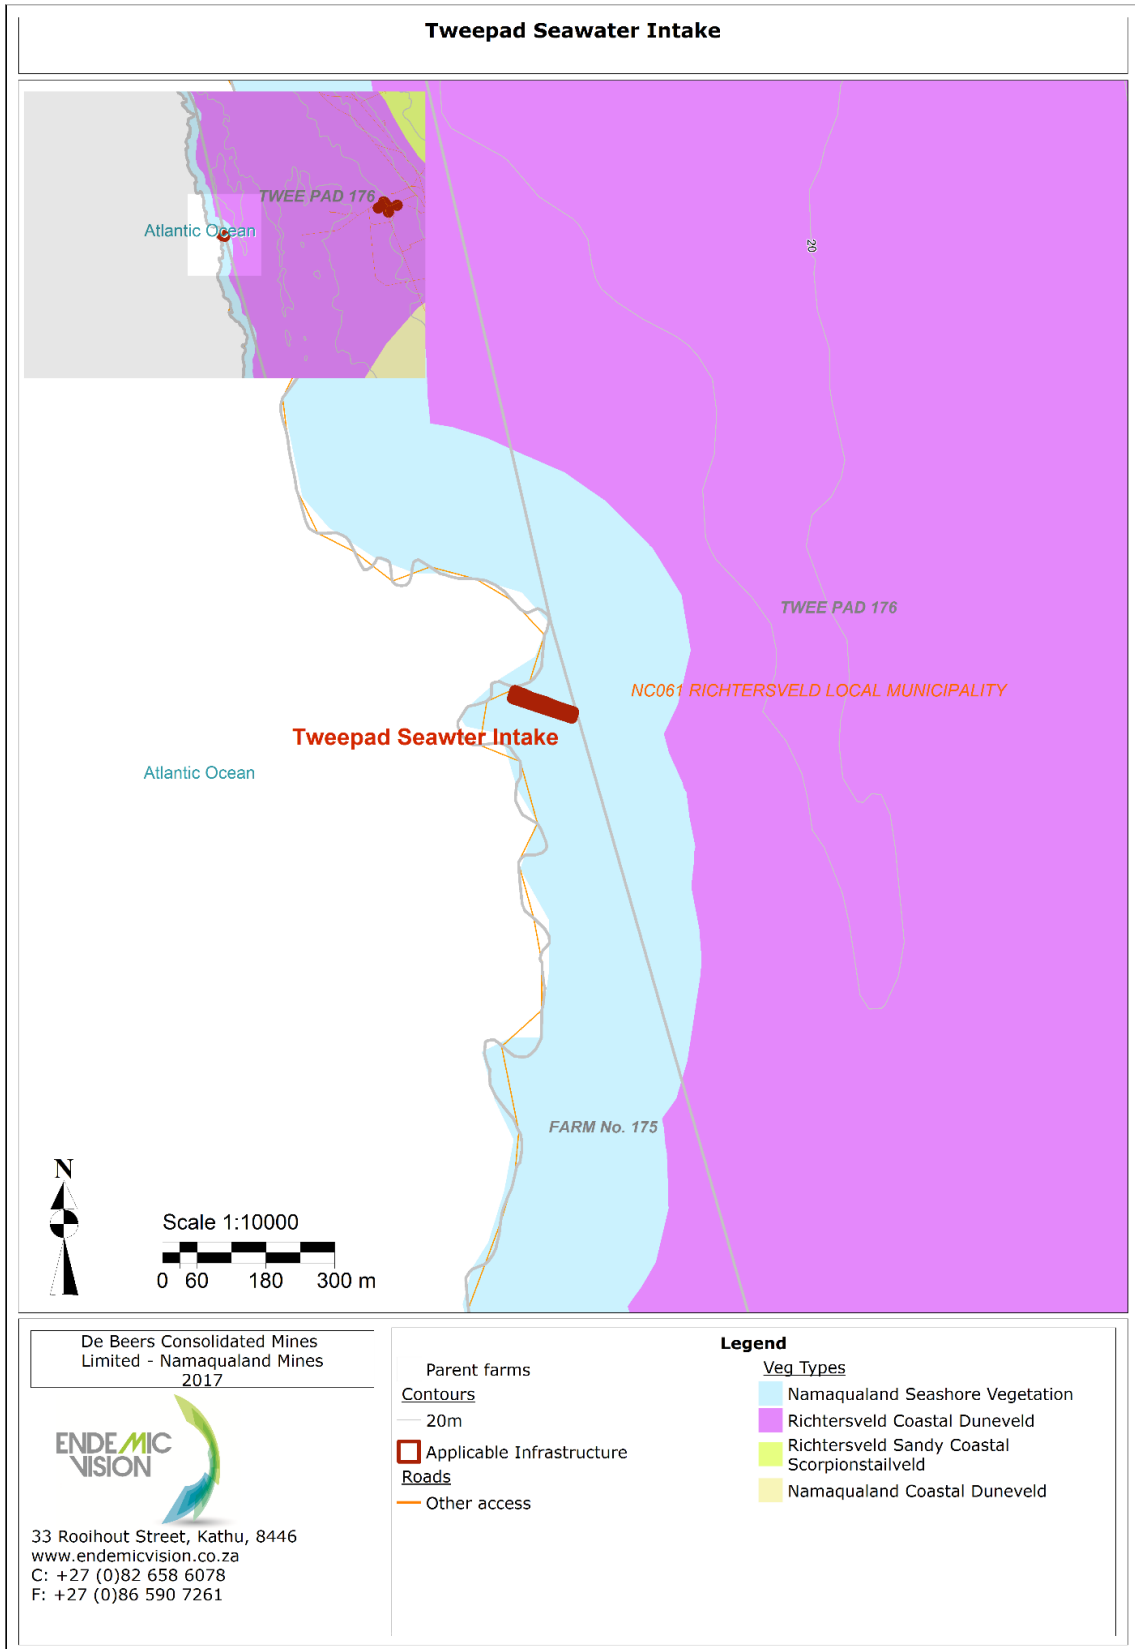 Tweepad Seawater Intake
TWEE PAD 176
Atlantic Ocean
20
TWEE PAD 176
NC061 RICHTERSVELD LOCAL MUNICIPALITY
Tweepad Seawter Intake
Atlantic Ocean
FARM No. 175
N
Scale 1:10000
0 60 180 300 m
De Beers Consolidated Mines
Limited - Namaqualand Mines
2017
ENDEMIC
VISION
33 Rooihout Street, Kathu, 8446
www.endemicvision.co.za
C: +27 (0)82 658 6078
F: +27 (0)86 590 7261
Legend
Parent farms
Contours
20m
Applicable Infrastructure
Roads
Other access
Veg Types
Namaqualand Seashore Vegetation
Richtersveld Coastal Duneveld
Richtersveld Sandy Coastal
Scorpionstailveld
Namaqualand Coastal Duneveld